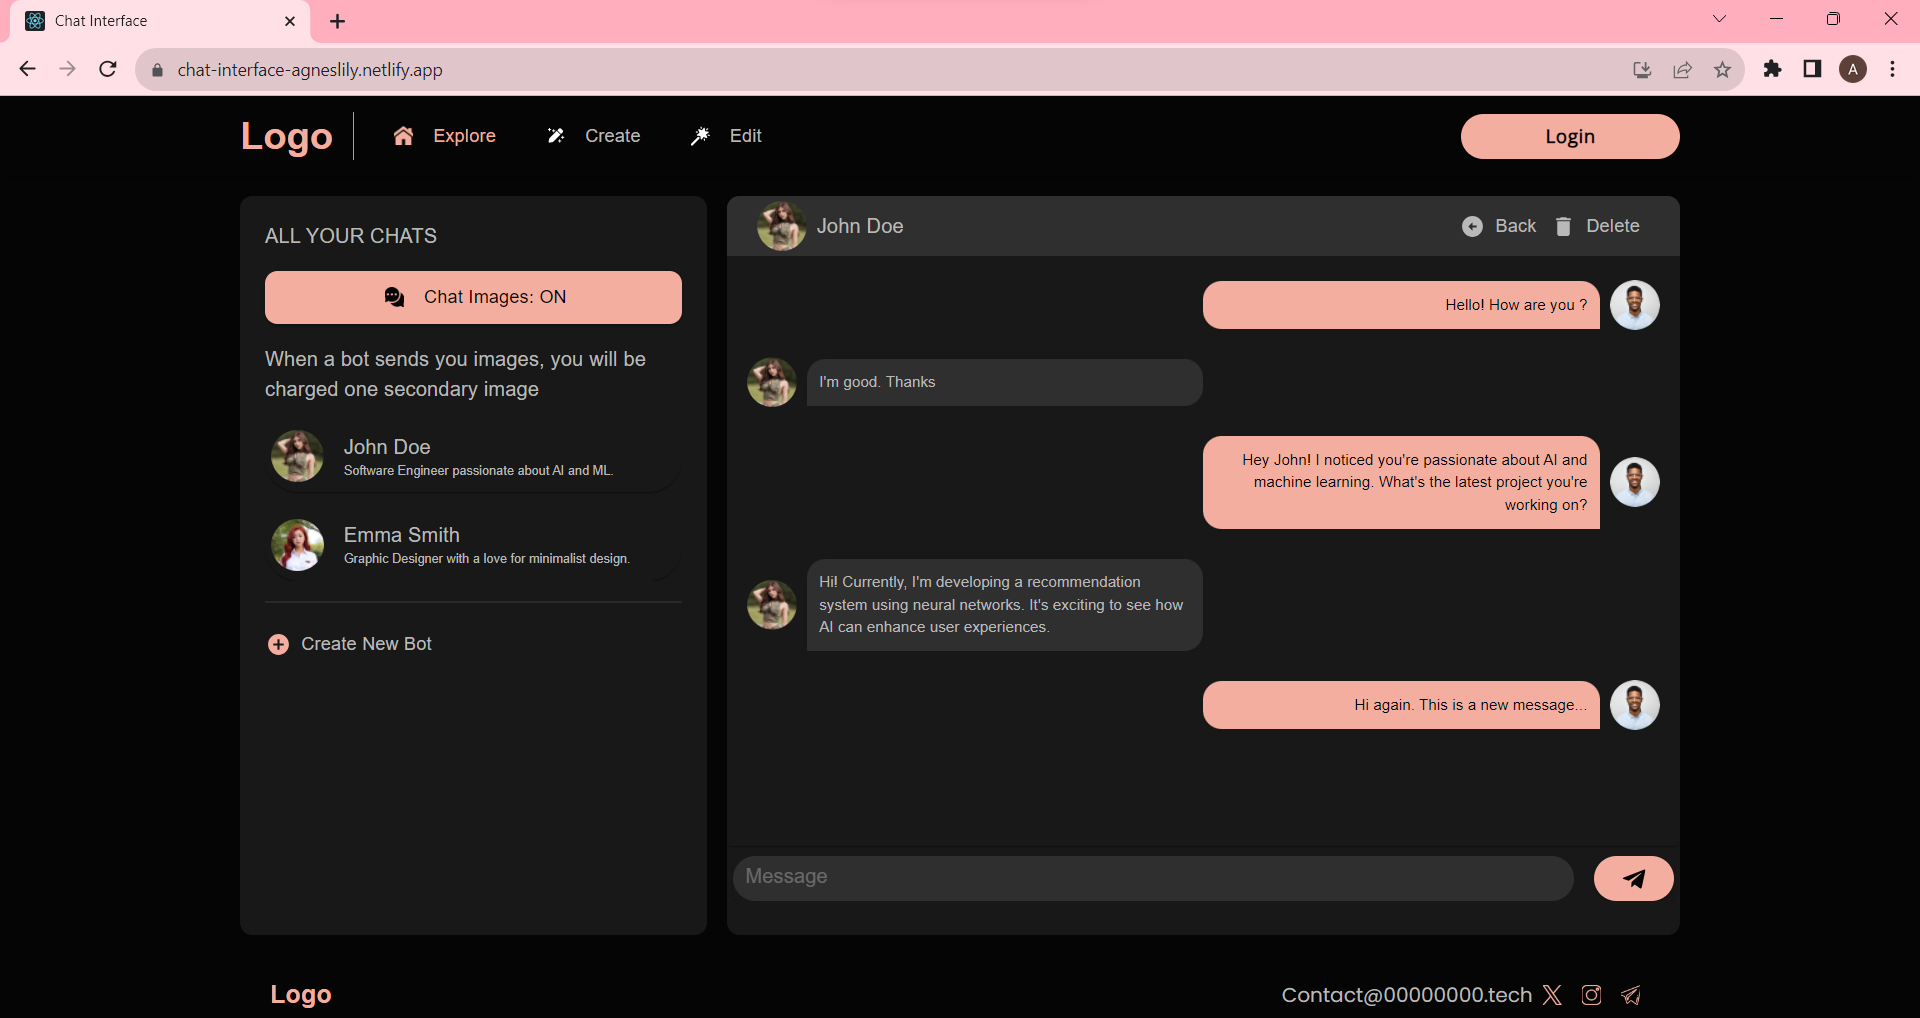 Chat Interface
chat-interface-agneslily.netlify.app
A
Logo
Explore
Create
Edit
Login
ALL YOUR CHATS
Chat Images: ON
When a bot sends you images, you will be
charged one secondary image
John Doe
Software Engineer passionate about AI and ML.
Emma Smith
Graphic Designer with a love for minimalist design.
Create New Bot
John Doe
Back
Delete
Hello! How are you ?
I'm good. Thanks
Hey John! I noticed you're passionate about AI and
machine learning. What's the latest project you're
working on?
Hi! Currently, I'm developing a recommendation
system using neural networks. It's exciting to see how
AI can enhance user experiences.
Hi again. This is a new message...
Message
Logo
Contact@00000000.tech